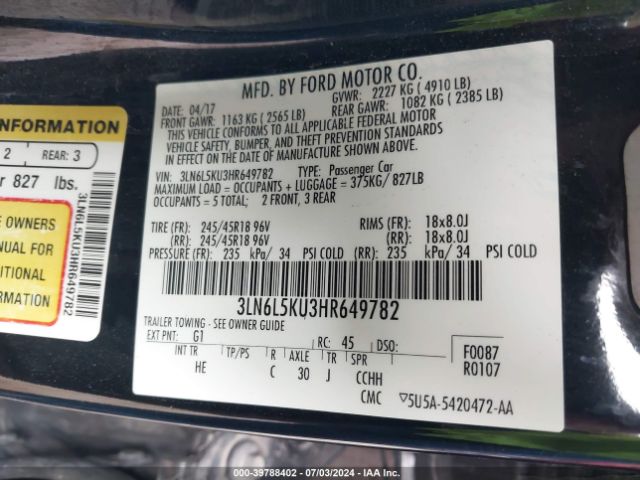 MFD. BY FORD MOTOR CO.
DATE: 04/17 GVWR: 2227 KG ( 4910 LB)
FRONT GAWR: 1163 KG ( 2565 LB) REAR GAWR: 1082 KG ( 2385 LB)
THIS VEHICLE CONFORMS TO ALL APPLICABLE FEDERAL MOTOR
VEHICLE SAFETY, BUMPER, AND THEFT PREVENTION STANDARDS
IN EFFECT ON THE DATE OF MANUFACTURE SHOWN ABOVE.
VIN: 3LN6L5KU3HR649782 TYPE: Passenger Car
MAXIMUM LOAD = OCCUPANTS + LUGGAGE = 375KG/ 827LB
OCCUPANTS = 5 TOTAL; 2 FRONT, 3 REAR
TIRE (FR): 245/45R18 96V RIMS (FR): 18x8.0J
(RR): 245/45R18 96V (RR): 18x8.0J
PRESSURE (FR): 235 kPa/ 34 PSI COLD (RR): 235 kPa/ 34 PSI COLD
3LN6L5KU3HR649782
TRAILER TOWING - SEE OWNER GUIDE
EXT PNT: G1 RC: 45 DSO: F0087
INT TR TP/PS R AXLE TR SPR R0107
HE C 30 J CCHH
CMC ▽5U5A-5420472-AA
INFORMATION
2 REAR: 3
827 lbs.
OWNERS
FOR
ADDITIONAL
INFORMATION
3LN6L5KU3HR649782
000-39788402 - 07/03/2024 - IAA Inc.